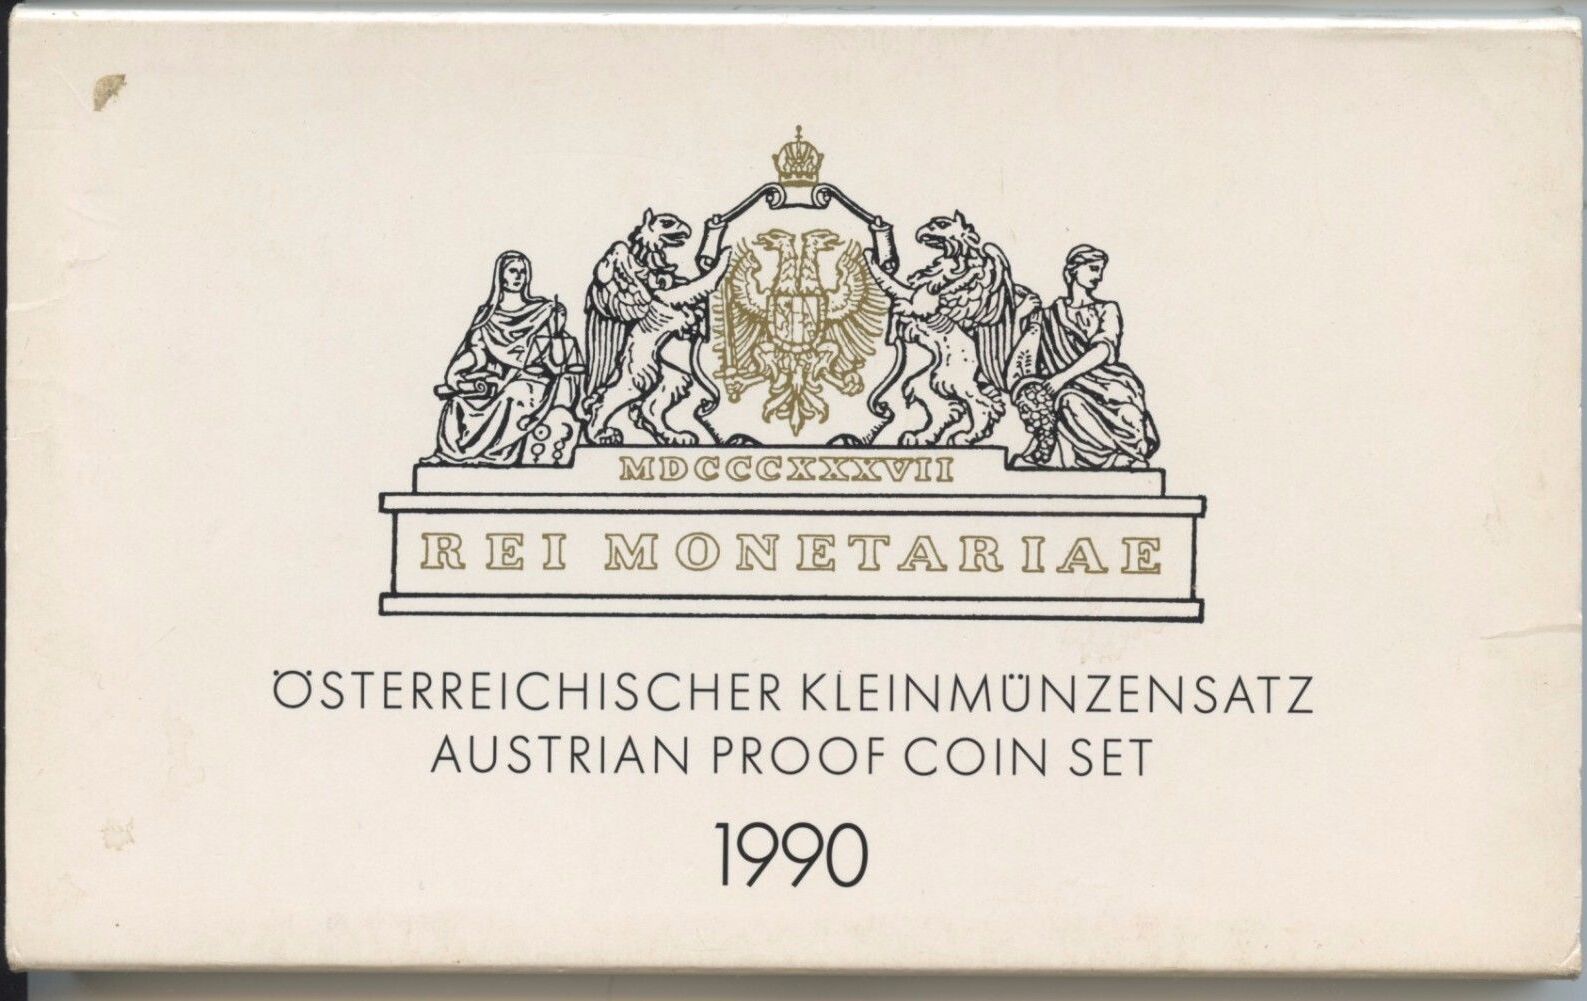 MDCCCXXXVII
REI MONETARIAE
ÖSTERREICHISCHER KLEINMÜNZENSATZ
AUSTRIAN PROOF COIN SET
1990